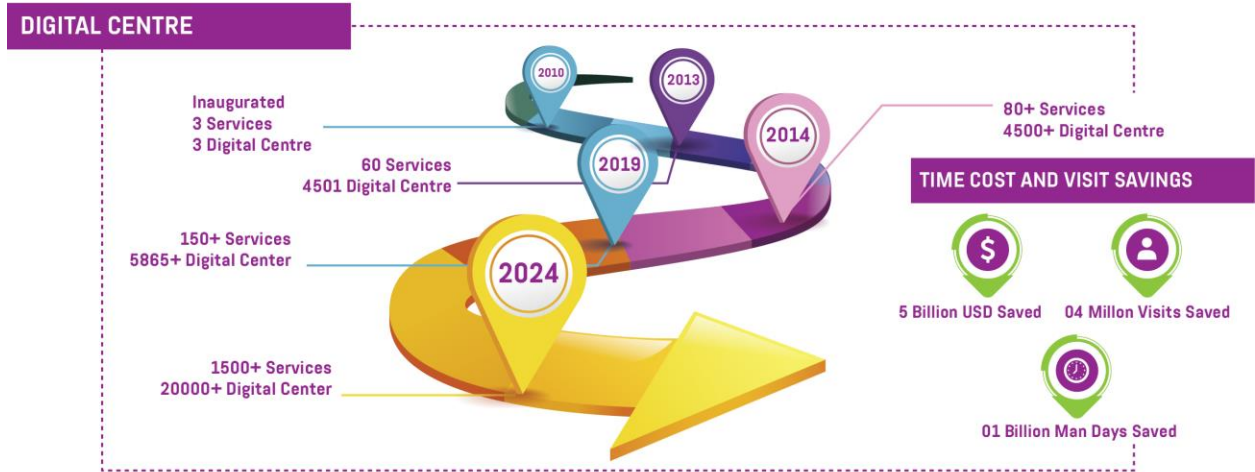 DIGITAL CENTRE
2010
Inaugurated
3 Services
3 Digital Centre
2013
60 Services
4501 Digital Centre
2014
80+ Services
4500+ Digital Centre
2019
150+ Services
5865+ Digital Center
2024
1500+ Services
20000+ Digital Center
TIME COST AND VISIT SAVINGS
$
5 Billion USD Saved
04 Millon Visits Saved
01 Billion Man Days Saved